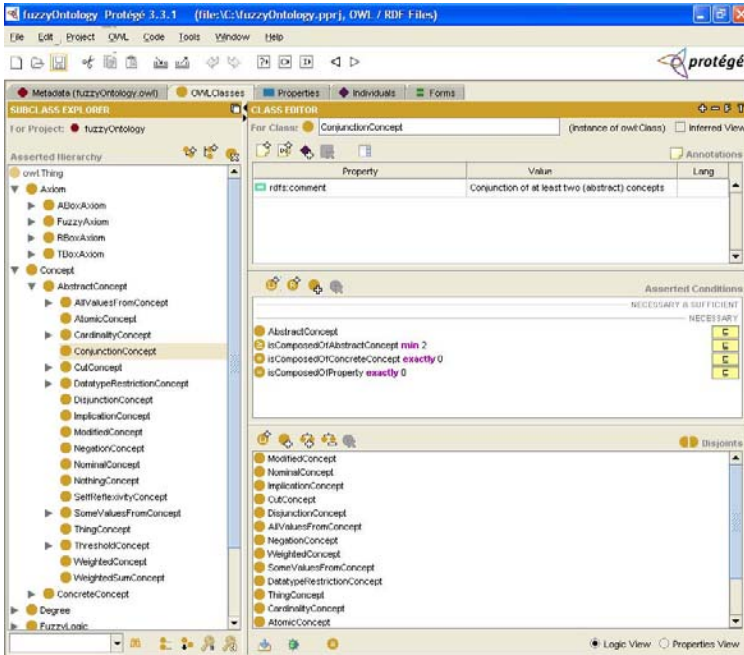 fuzzyOntology Protégé 3.3.1 (file:\C:\fuzzyOntology.pprj, OWL / RDF Files)
File Edit Project OWL Code Tools Window Help
protégé
Metadata (fuzzyOntology.owl) OWLClasses Properties Individuals Forms
SUBCLASS EXPLORER
For Project: fuzzyOntology
Asserted Hierarchy
owl:Thing
Axiom
ABoxAxiom
FuzzyAxiom
RBoxAxiom
TBoxAxiom
Concept
AbstractConcept
AllValuesFromConcept
AtomicConcept
CardinalityConcept
ConjunctionConcept
CutConcept
DatatypeRestrictionConcept
DisjunctionConcept
ImplicationConcept
ModifiedConcept
NegationConcept
NominalConcept
NothingConcept
SelfReflexivityConcept
SomeValuesFromConcept
ThingConcept
ThresholdConcept
WeightedConcept
WeightedSumConcept
ConcreteConcept
Degree
FuzzyLogic
CLASS EDITOR
For Class: ConjunctionConcept (instance of owl:Class) Inferred View
Annotations
Property Value Lang
rdfs:comment Conjunction of at least two (abstract) concepts
Asserted Conditions
NECESSARY & SUFFICIENT
NECESSARY
AbstractConcept
isComposedOfAbstractConcept min 2
isComposedOfConcreteConcept exactly 0
isComposedOfProperty exactly 0
Disjoints
ModifiedConcept
NominalConcept
ImplicationConcept
CutConcept
DisjunctionConcept
AllValuesFromConcept
NegationConcept
WeightedConcept
SomeValuesFromConcept
DatatypeRestrictionConcept
ThingConcept
CardinalityConcept
AtomicConcept
Logic View Properties View